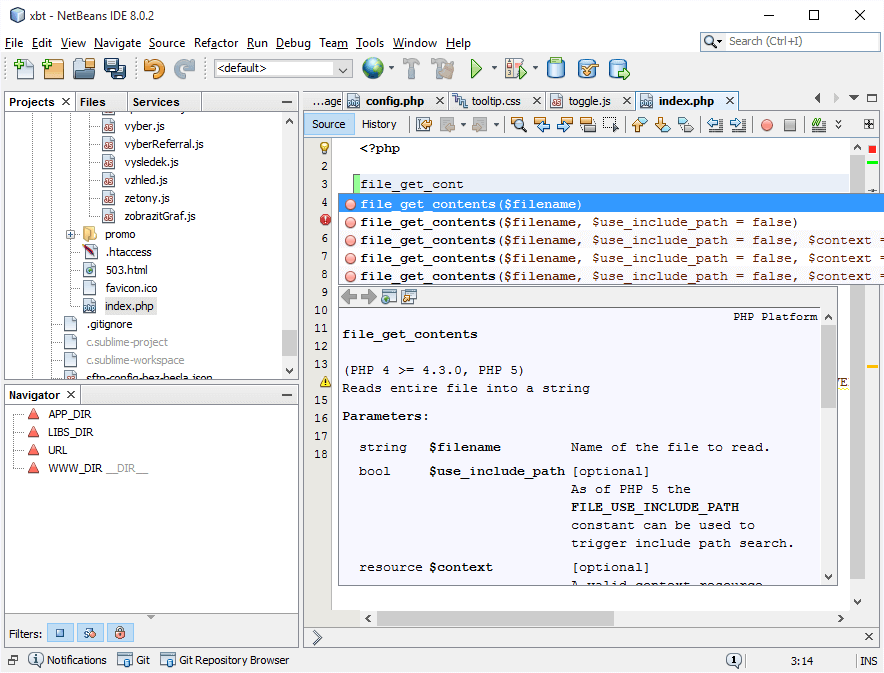 xbt - NetBeans IDE 8.0.2
File Edit View Navigate Source Refactor Run Debug Team Tools Window Help
Search (Ctrl+I)
<default>
Projects Files Services
vyber.js
vyberReferral.js
vysledek.js
vzhled.js
zetony.js
zobrazitGraf.js
promo
.htaccess
503.html
favicon.ico
index.php
.gitignore
c.sublime-project
c.sublime-workspace
sftp-config-bez-hesla.json
Navigator
APP_DIR
LIBS_DIR
URL
WWW_DIR __DIR__
Filters:
...age config.php tooltip.css toggle.js index.php
Source History
<?php
2
3 file_get_cont
4 file_get_contents($filename)
file_get_contents($filename, $use_include_path = false)
6 file_get_contents($filename, $use_include_path = false, $context =
7 file_get_contents($filename, $use_include_path = false, $context =
8 file_get_contents($filename, $use_include_path = false, $context =
9
10 PHP Platform
11 file_get_contents
12
13 (PHP 4 >= 4.3.0, PHP 5)
Reads entire file into a string
15
16 Parameters:
17
18 string $filename Name of the file to read.
bool $use_include_path [optional]
As of PHP 5 the
FILE_USE_INCLUDE_PATH
constant can be used to
trigger include path search.
resource $context [optional]
A valid context resource
Notifications Git Git Repository Browser 1 3:14 INS